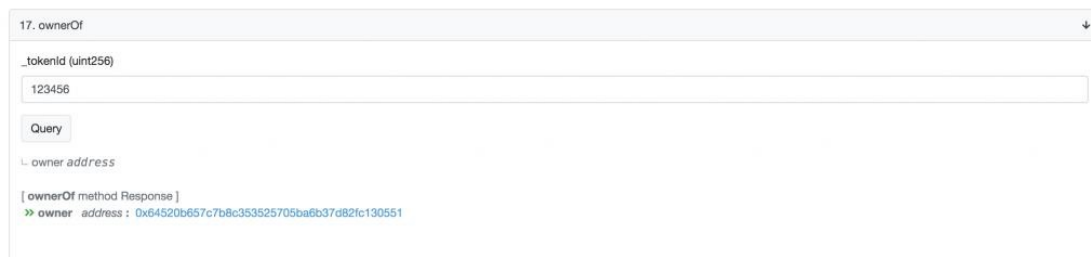 17. ownerOf
_tokenId (uint256)
123456
Query
owner address
[ ownerOf method Response ]
» owner address : 0x64520b657c7b8c353525705ba6b37d82fc130551